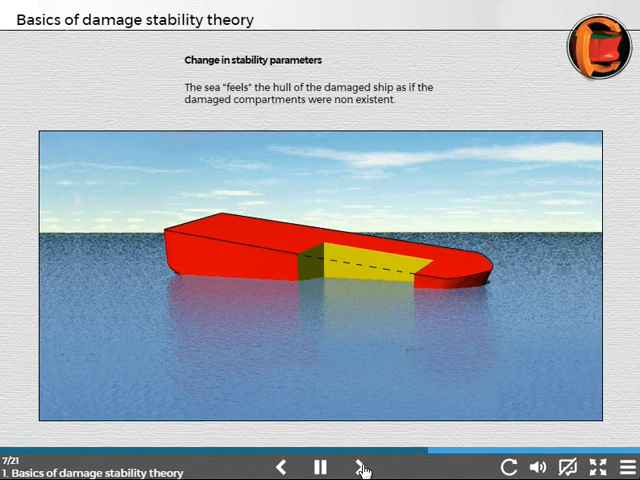 Basics of damage stability theory
Change in stability parameters
The sea "feels" the hull of the damaged ship as if the
damaged compartments were non existent.
7/21
1. Basics of damage stability theory